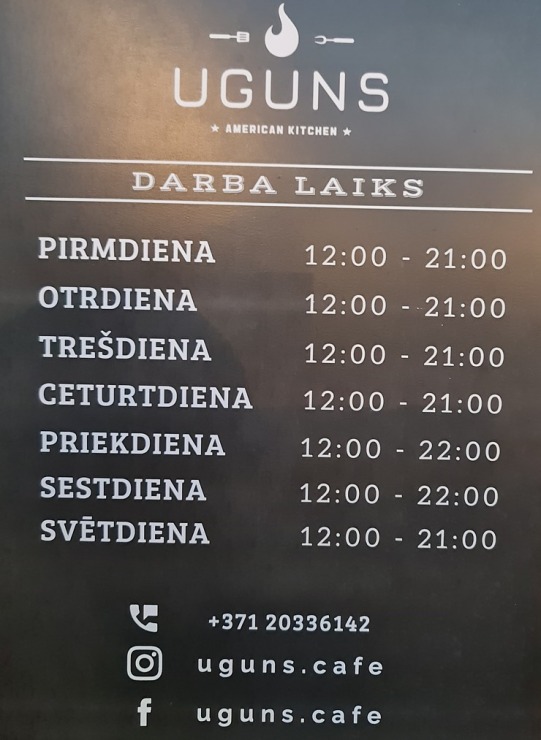 UGUNS
★ AMERICAN KITCHEN ★
DARBA LAIKS
PIRMDIENA 12:00 - 21:00
OTRDIENA 12:00 - 21:00
TREŠDIENA 12:00 - 21:00
CETURTDIENA 12:00 - 21:00
PRIEKDIENA 12:00 - 22:00
SESTDIENA 12:00 - 22:00
SVĒTDIENA 12:00 - 21:00
+371 20336142
uguns.cafe
uguns.cafe